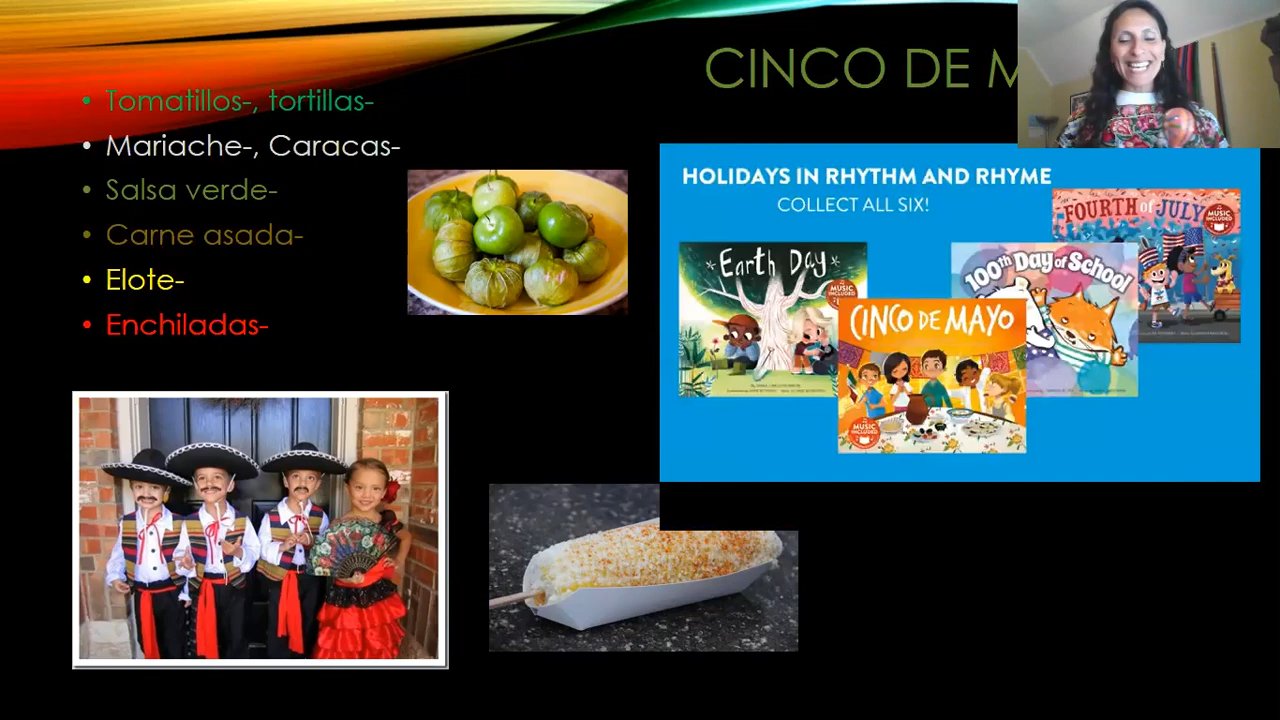 CINCO DE M
Tomatillos-, tortillas-
Mariache-, Caracas-
Salsa verde-
Carne asada-
Elote-
Enchiladas-
HOLIDAYS IN RHYTHM AND RHYME
COLLECT ALL SIX!
Earth Day
MUSIC INCLUDED
CINCO DE MAYO
MUSIC INCLUDED
100th Day of School
FOURTH of JULY
MUSIC INCLUDED